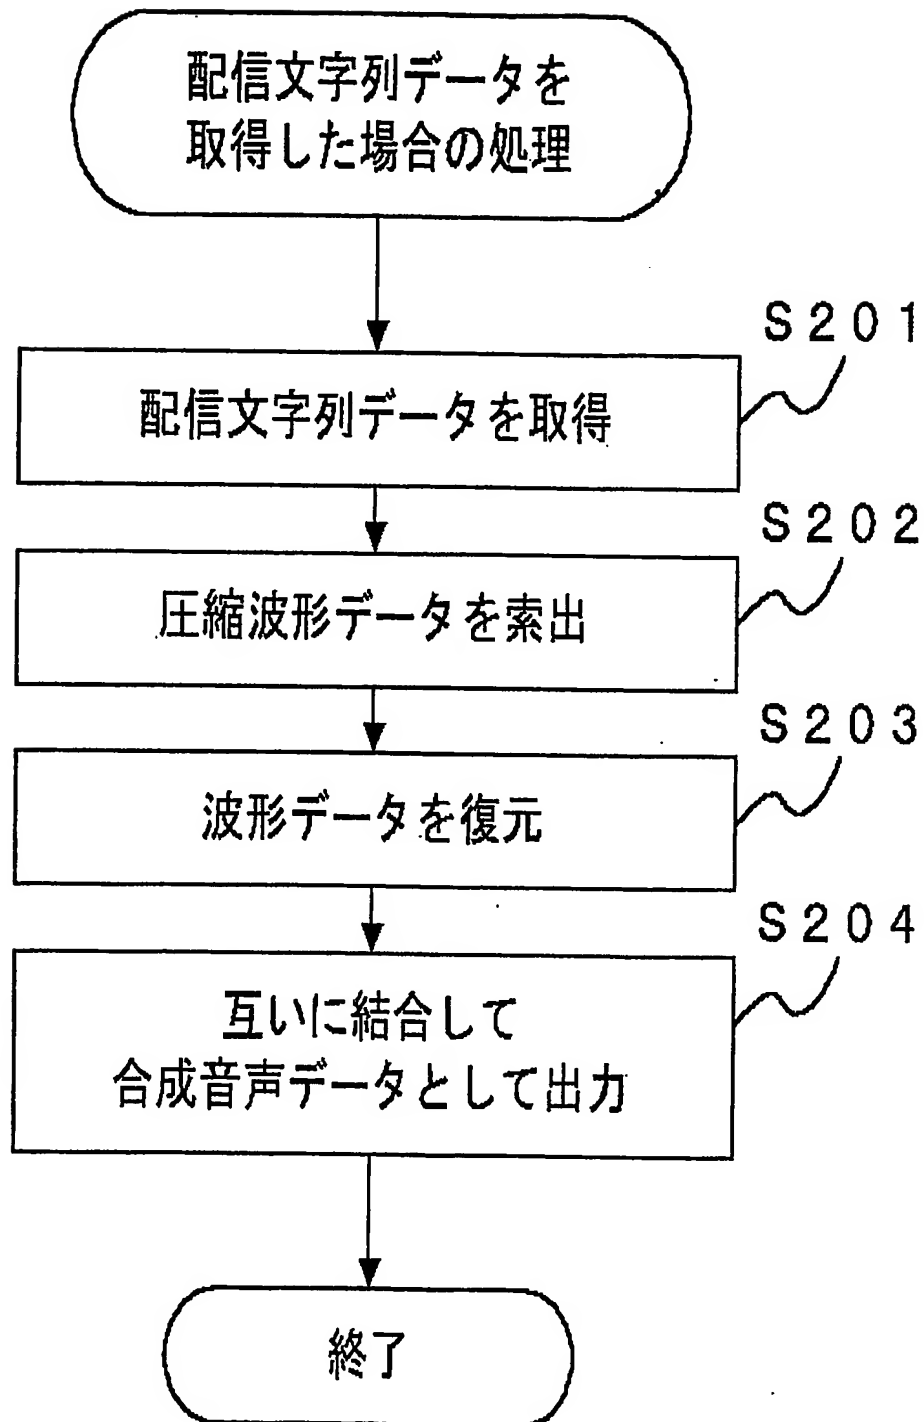 配信文字列データを
取得した場合の処理
S201
配信文字列データを取得
S202
圧縮波形データを索出
S203
波形データを復元
S204
互いに結合して
合成音声データとして出力
終了